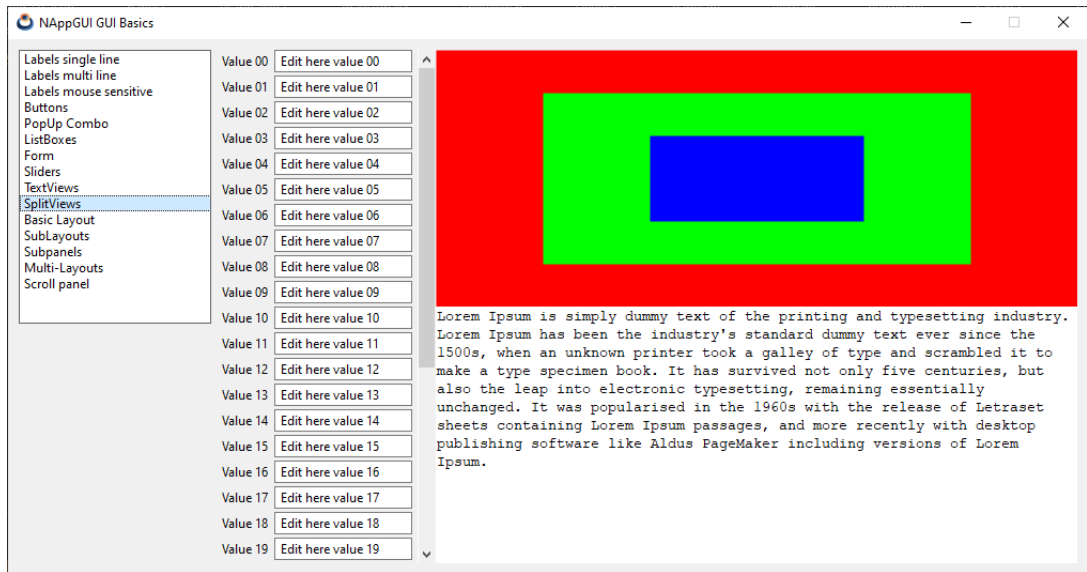 NAppGUI GUI Basics
Labels single line
Labels multi line
Labels mouse sensitive
Buttons
PopUp Combo
ListBoxes
Form
Sliders
TextViews
SplitViews
Basic Layout
SubLayouts
Subpanels
Multi-Layouts
Scroll panel
Value 00 Edit here value 00
Value 01 Edit here value 01
Value 02 Edit here value 02
Value 03 Edit here value 03
Value 04 Edit here value 04
Value 05 Edit here value 05
Value 06 Edit here value 06
Value 07 Edit here value 07
Value 08 Edit here value 08
Value 09 Edit here value 09
Value 10 Edit here value 10
Value 11 Edit here value 11
Value 12 Edit here value 12
Value 13 Edit here value 13
Value 14 Edit here value 14
Value 15 Edit here value 15
Value 16 Edit here value 16
Value 17 Edit here value 17
Value 18 Edit here value 18
Value 19 Edit here value 19
Lorem Ipsum is simply dummy text of the printing and typesetting industry.
Lorem Ipsum has been the industry's standard dummy text ever since the
1500s, when an unknown printer took a galley of type and scrambled it to
make a type specimen book. It has survived not only five centuries, but
also the leap into electronic typesetting, remaining essentially
unchanged. It was popularised in the 1960s with the release of Letraset
sheets containing Lorem Ipsum passages, and more recently with desktop
publishing software like Aldus PageMaker including versions of Lorem
Ipsum.